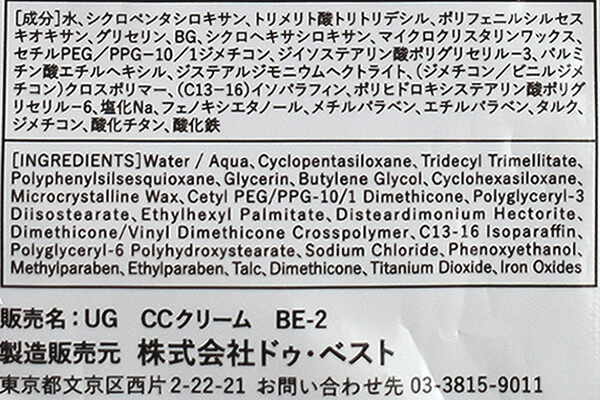 [成分]水、シクロペンタシロキサン、トリメリト酸トリトリデシル、ポリフェニルシルセス
キオキサン、グリセリン、BG、シクロヘキサシロキサン、マイクロクリスタリンワックス、
セチルPEG/PPG-10/1ジメチコン、ジイソステアリン酸ポリグリセリル-3、パルミ
チン酸エチルヘキシル、ジステアルジモニウムヘクトライト、(ジメチコン/ビニルジメ
チコン)クロスポリマー、(C13-16)イソパラフィン、ポリヒドロキシステアリン酸ポリグ
リセリル-6、塩化Na、フェノキシエタノール、メチルパラベン、エチルパラベン、タルク、
ジメチコン、酸化チタン、酸化鉄
[INGREDIENTS]Water / Aqua、Cyclopentasiloxane、Tridecyl Trimellitate、
Polyphenylsilsesquioxane、Glycerin、Butylene Glycol、Cyclohexasiloxane、
Microcrystalline Wax、Cetyl PEG/PPG-10/1 Dimethicone、Polyglyceryl-3
Diisostearate、Ethylhexyl Palmitate、Disteardimonium Hectorite、
Dimethicone/Vinyl Dimethicone Crosspolymer、C13-16 Isoparaffin、
Polyglyceryl-6 Polyhydroxystearate、Sodium Chloride、Phenoxyethanol、
Methylparaben、Ethylparaben、Talc、Dimethicone、Titanium Dioxide、Iron Oxides
販売名：UG CCクリーム BE-2
製造販売元 株式会社ドゥ・ベスト
東京都文京区西片2-22-21 お問い合わせ先 03-3815-9011